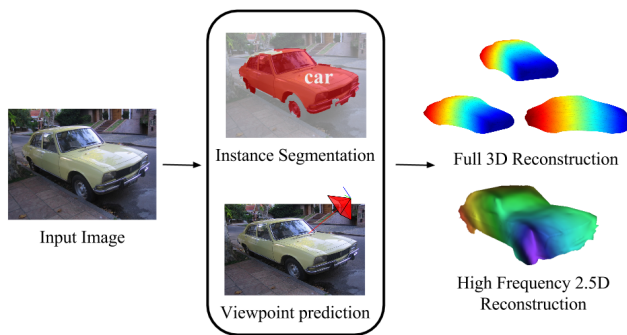 car
Instance Segmentation
Full 3D Reconstruction
Input Image
Viewpoint prediction
High Frequency 2.5D
Reconstruction